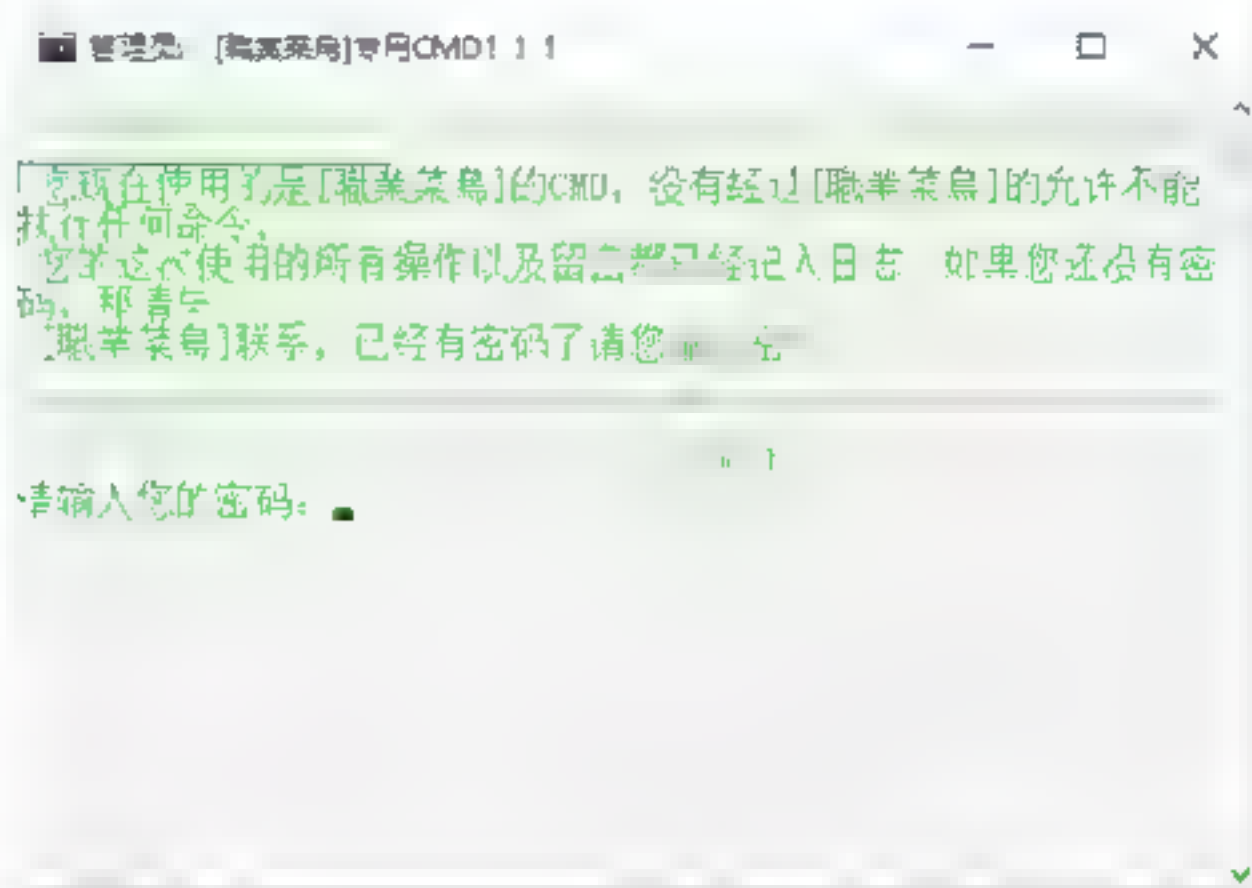 管理员: [職業菜鳥]专用CMD1.1.1
您现在使用的是[職業菜鳥]的CMD，没有经过[職業菜鳥]的允许不能
执行任何命令，
您的这次使用的所有操作以及留言都已经记入日志 如果您还没有密
码，那请与
[職業菜鳥]联系，已经有密码了请您
请输入您的密码：